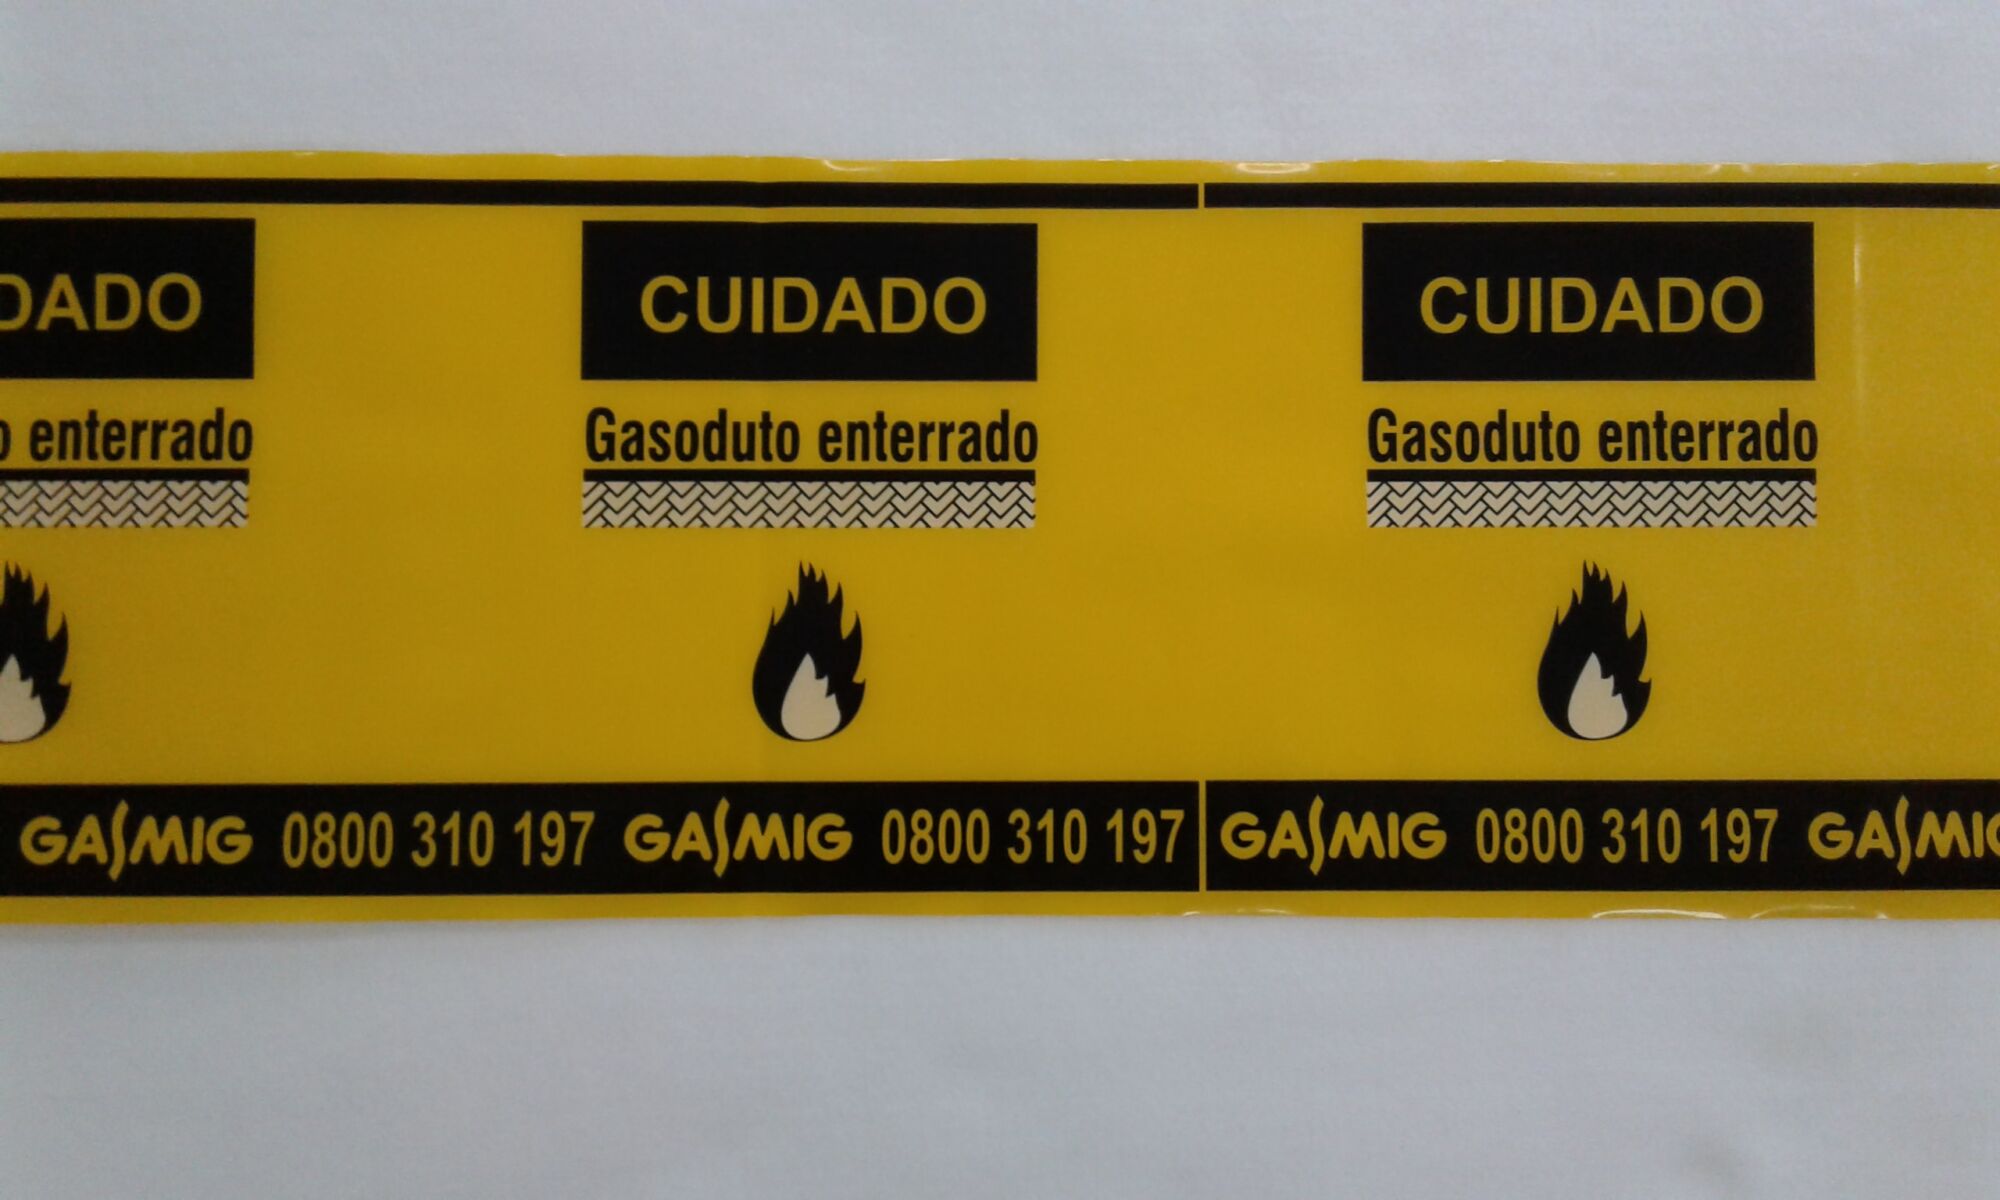 DADO CUIDADO CUIDADO
enterrado Gasoduto enterrado Gasoduto enterrado
GASMIG 0800 310 197 GASMIG 0800 310 197 GASMIG 0800 310 197 GASMIG